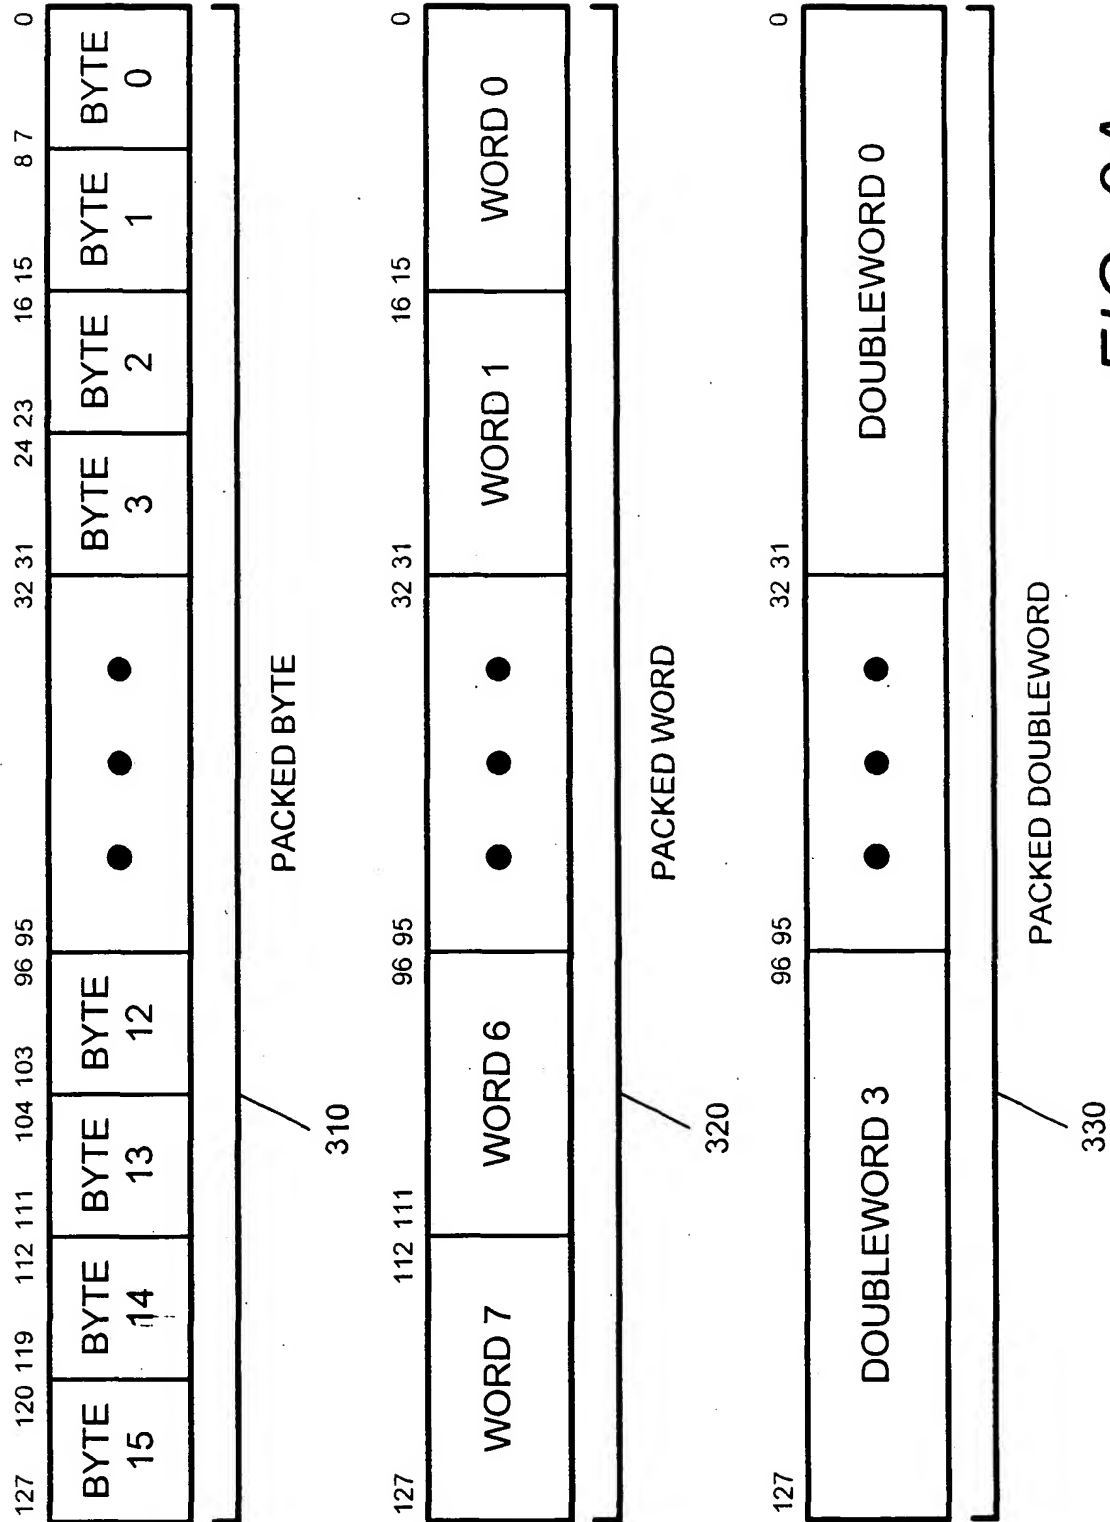 127 120 119 112 111 104 103 96 95 32 31 24 23 16 15 8 7 0
BYTE BYTE BYTE BYTE BYTE BYTE BYTE BYTE
15 14 13 12 3 2 1 0
310
PACKED BYTE
127 112 111 96 95 32 31 16 15 0
WORD 7 WORD 6 WORD 1 WORD 0
320
PACKED WORD
127 96 95 32 31 0
DOUBLEWORD 3 DOUBLEWORD 0
330
PACKED DOUBLEWORD
FIG.